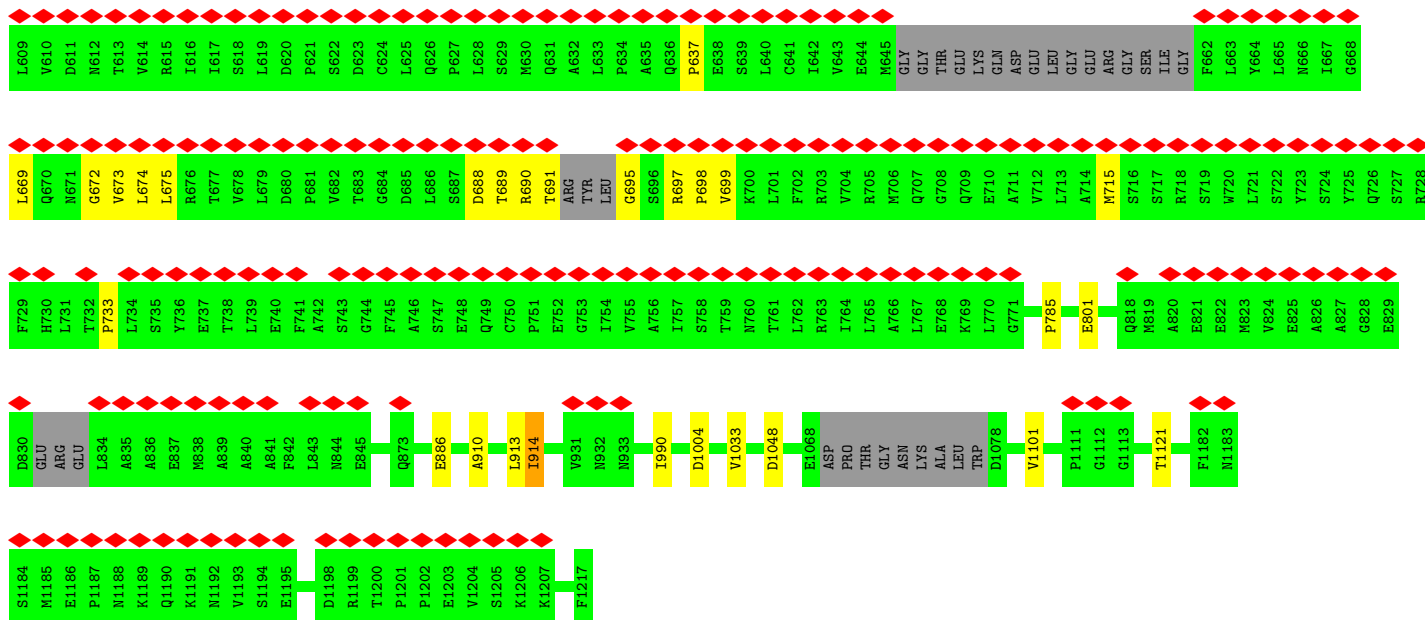 L609 V610 D611 N612 T613 V614 R615 I616 I617 S618 L619 D620 P621 S622 D623 C624 L625 Q626 P627 L628 S629 M630 Q631 A632 L633 P634 A635 Q636 P637 E638 S639 L640 C641 I642 V643 E644 M645 GLY GLY THR GLU LYS GLN ASP GLU LEU GLY GLU ARG GLY SER ILE GLY F662 L663 Y664 L665 N666 I667 G668
L669 Q670 N671 G672 V673 L674 L675 R676 T677 V678 L679 D680 P681 V682 T683 G684 D685 L686 S687 D688 T689 R690 T691 ARG TYR LEU G695 S696 R697 P698 V699 K700 L701 F702 R703 V704 R705 M706 Q707 G708 Q709 E710 A711 V712 L713 A714 M715 S716 S717 R718 S719 W720 L721 S722 Y723 S724 Y725 Q726 S727 R728
F729 H730 L731 T732 P733 L734 S735 Y736 E737 T738 L739 E740 F741 A742 S743 G744 F745 A746 S747 E748 Q749 C750 P751 E752 G753 I754 V755 A756 I757 S758 T759 N760 T761 L762 R763 I764 L765 A766 L767 E768 K769 L770 G771 P785 E801 Q818 M819 A820 E821 E822 M823 V824 E825 A826 A827 G828 E829
D830 GLU ARG GLU L834 A835 A836 E837 M838 A839 A840 A841 F842 L843 N844 E845 Q873 E886 A910 L913 I914 V931 N932 N933 I990 D1004 V1033 D1048 E1068 ASP PRO THR GLY ASN LYS ALA LEU TRP D1078 V1101 P1111 G1112 G1113 T1121 F1182 N1183
S1184 M1185 E1186 P1187 N1188 K1189 Q1190 K1191 N1192 V1193 S1194 E1195 D1198 R1199 T1200 P1201 P1202 E1203 V1204 S1205 K1206 K1207 F1217